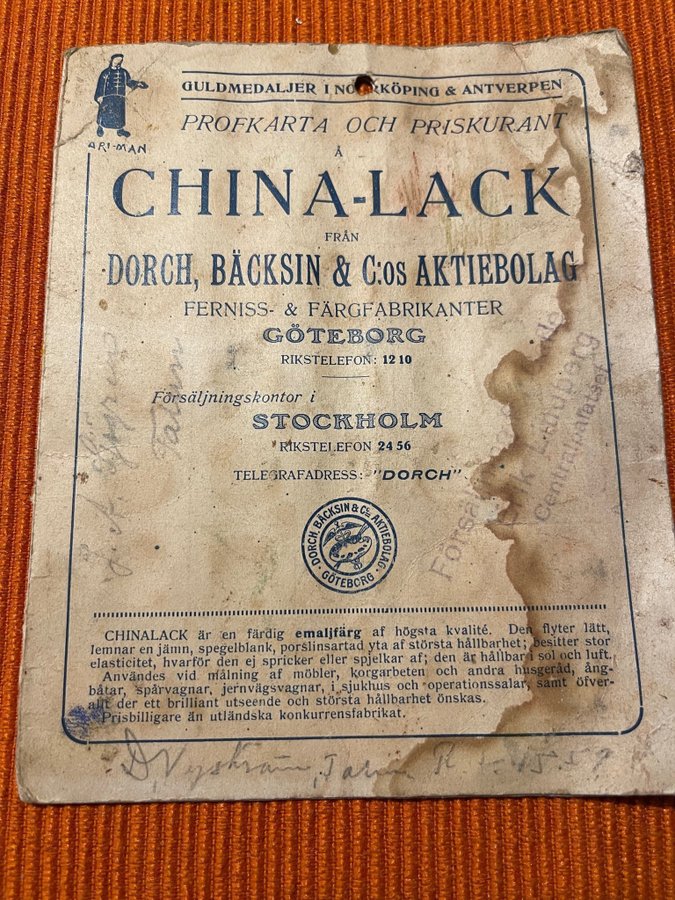 GULDMEDALJER I NORRKÖPING & ANTVERPEN
ARI-MAN
PROFKARTA OCH PRISKURANT
Å
CHINA-LACK
FRÅN
DORCH, BÄCKSIN & C:os AKTIEBOLAG
FERNISS- & FÄRGFABRIKANTER
GÖTEBORG
RIKSTELEFON: 12 10
Försäljningskontor i
STOCKHOLM
RIKSTELEFON 24 56
TELEGRAFADRESS: "DORCH"
Centralpalatset
DORCH, BÄCKSIN & C:os AKTIEBOLAG · GÖTEBORG ·
CHINALACK är en färdig emaljfärg af högsta kvalité. Den flyter lätt,
lemnar en jämn, spegelblank, porslinsartad yta af största hållbarhet; besitter stor
elasticitet, hvarför den ej spricker eller spjelkar af; den är hållbar i sol och luft.
Användes vid målning af möbler, korgarbeten och andra husgeråd, ång-
båtar, spårvagnar, jernvägsvagnar, i sjukhus och operationssalar, samt öfver-
allt der ett brilliant utseende och största hållbarhet önskas.
Prisbilligare än utländska konkurrensfabrikat.